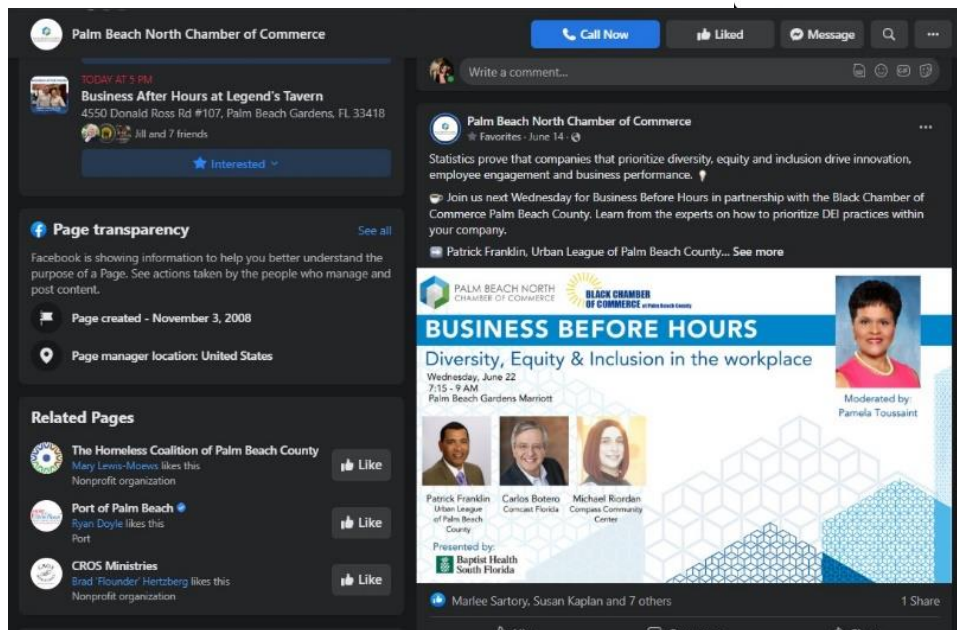 Palm Beach North Chamber of Commerce
Call Now
Liked
Message
TODAY AT 5 PM
Business After Hours at Legend's Tavern
4550 Donald Ross Rd #107, Palm Beach Gardens, FL 33418
Jill and 7 friends
Interested
Page transparency
See all
Facebook is showing information to help you better understand the
purpose of a Page. See actions taken by the people who manage and
post content.
Page created - November 3, 2008
Page manager location: United States
Related Pages
The Homeless Coalition of Palm Beach County
Mary Lewis-Moews likes this
Nonprofit organization
Like
Port of Palm Beach
Ryan Doyle likes this
Port
Like
CROS Ministries
Brad 'Flounder' Hertzberg likes this
Nonprofit organization
Like
Write a comment...
Palm Beach North Chamber of Commerce
Favorites · June 14 ·
Statistics prove that companies that prioritize diversity, equity and inclusion drive innovation,
employee engagement and business performance.
Join us next Wednesday for Business Before Hours in partnership with the Black Chamber of
Commerce Palm Beach County. Learn from the experts on how to prioritize DEI practices within
your company.
Patrick Franklin, Urban League of Palm Beach County... See more
PALM BEACH NORTH
CHAMBER OF COMMERCE
BLACK CHAMBER
OF COMMERCE of Palm Beach County
BUSINESS BEFORE HOURS
Diversity, Equity & Inclusion in the workplace
Wednesday, June 22
7:15 - 9 AM
Palm Beach Gardens Marriott
Moderated by:
Pamela Toussaint
Patrick Franklin
Urban League
of Palm Beach
County
Carlos Botero
Comcast Florida
Michael Riordan
Compass Community
Center
Presented by:
Baptist Health
South Florida
Marlee Sartory, Susan Kaplan and 7 others
1 Share